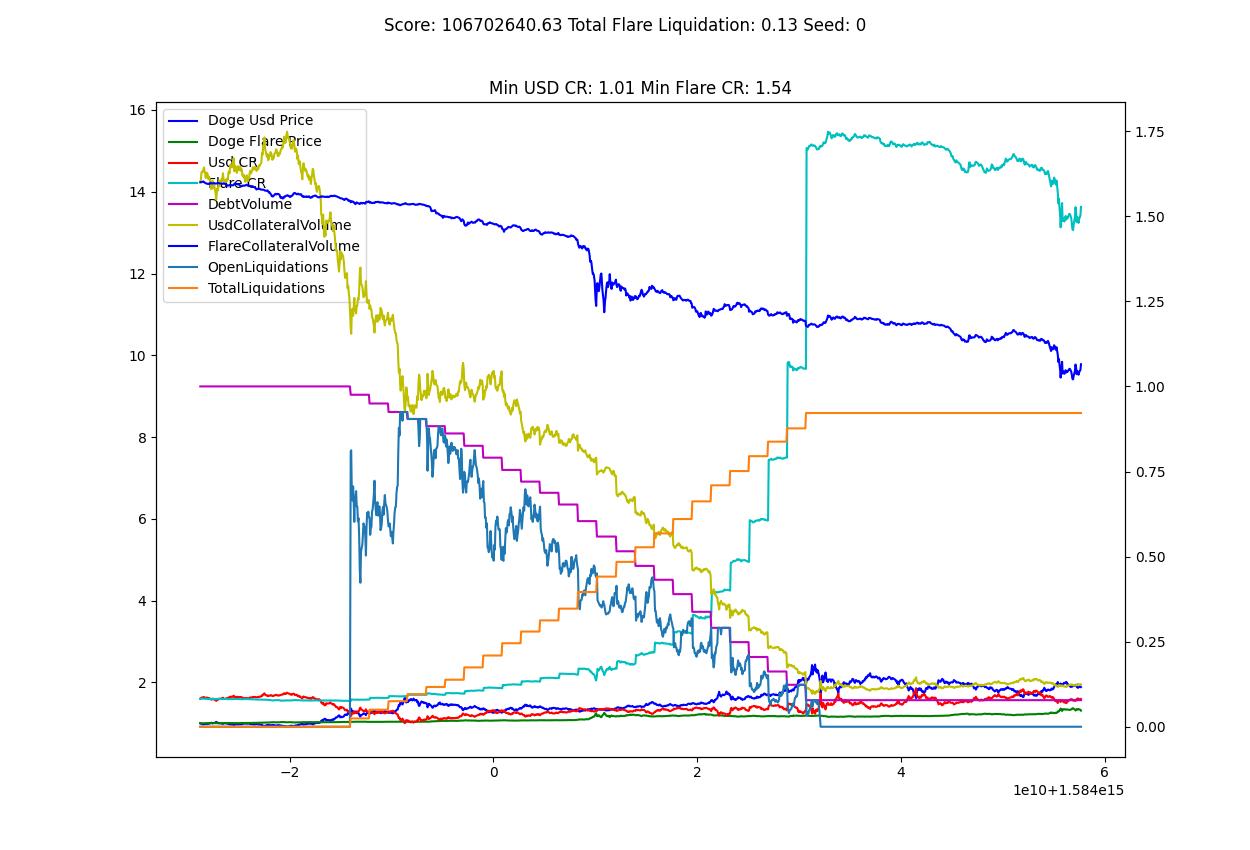 Score: 106702640.63 Total Flare Liquidation: 0.13 Seed: 0
Min USD CR: 1.01 Min Flare CR: 1.54
16
14
12
10
8
6
4
2
Doge Usd Price
Doge Flare Price
Usd CR
Flare CR
DebtVolume
UsdCollateralVolume
FlareCollateralVolume
OpenLiquidations
TotalLiquidations
1.75
1.50
1.25
1.00
0.75
0.50
0.25
0.00
−2 0 2 4 6
1e10+1.584e15